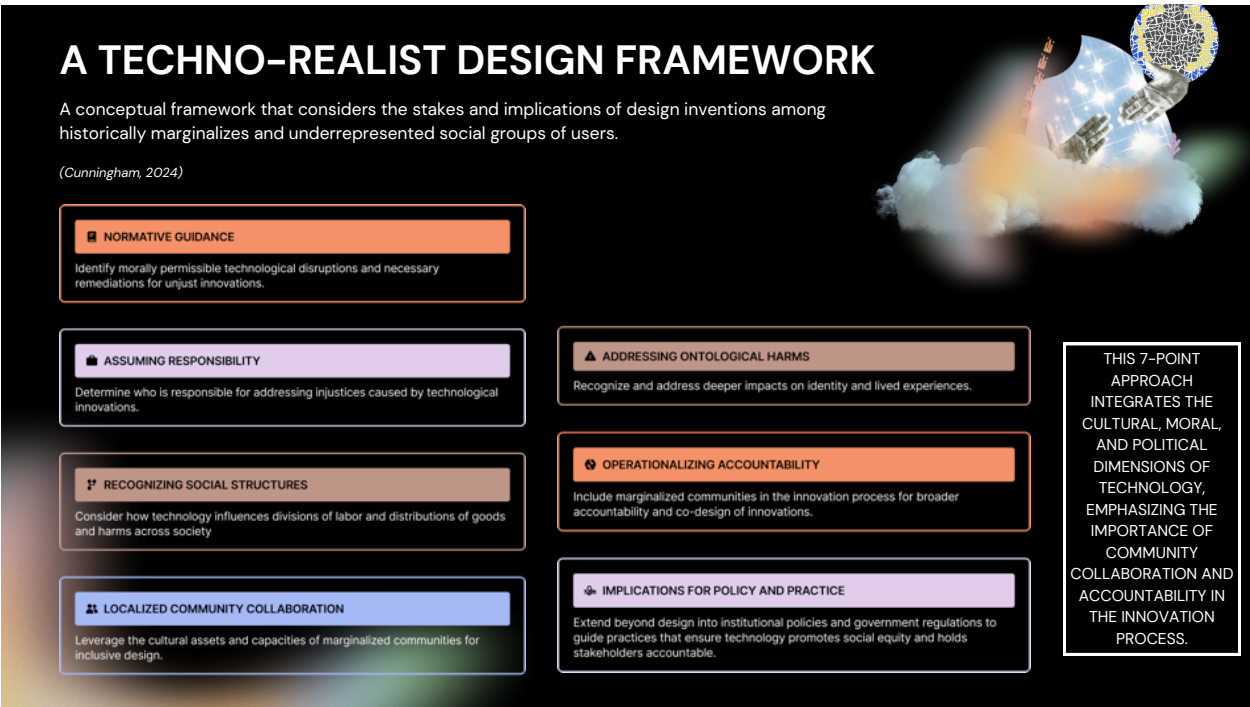 A TECHNO-REALIST DESIGN FRAMEWORK
A conceptual framework that considers the stakes and implications of design inventions among
historically marginalizes and underrepresented social groups of users.
(Cunningham, 2024)
NORMATIVE GUIDANCE
Identify morally permissible technological disruptions and necessary
remediations for unjust innovations.
ASSUMING RESPONSIBILITY
Determine who is responsible for addressing injustices caused by technological
innovations.
RECOGNIZING SOCIAL STRUCTURES
Consider how technology influences divisions of labor and distributions of goods
and harms across society
LOCALIZED COMMUNITY COLLABORATION
Leverage the cultural assets and capacities of marginalized communities for
inclusive design.
ADDRESSING ONTOLOGICAL HARMS
Recognize and address deeper impacts on identity and lived experiences.
OPERATIONALIZING ACCOUNTABILITY
Include marginalized communities in the innovation process for broader
accountability and co-design of innovations.
IMPLICATIONS FOR POLICY AND PRACTICE
Extend beyond design into institutional policies and government regulations to
guide practices that ensure technology promotes social equity and holds
stakeholders accountable.
THIS 7-POINT
APPROACH
INTEGRATES THE
CULTURAL, MORAL,
AND POLITICAL
DIMENSIONS OF
TECHNOLOGY,
EMPHASIZING THE
IMPORTANCE OF
COMMUNITY
COLLABORATION AND
ACCOUNTABILITY IN
THE INNOVATION
PROCESS.